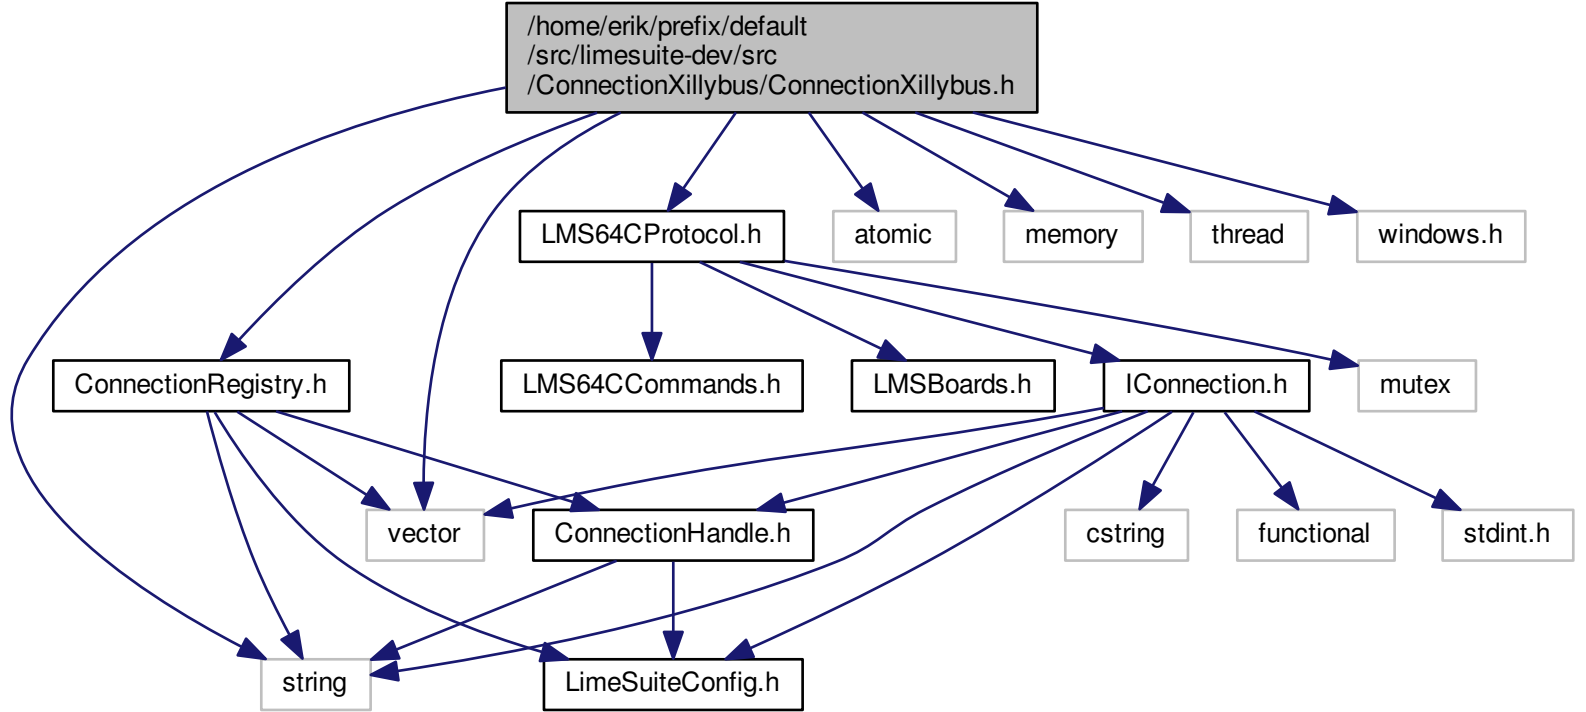 /home/erik/prefix/default
/src/limesuite-dev/src
/ConnectionXillybus/ConnectionXillybus.h
LMS64CProtocol.h
atomic
memory
thread
windows.h
ConnectionRegistry.h
LMS64CCommands.h
LMSBoards.h
IConnection.h
mutex
vector
ConnectionHandle.h
cstring
functional
stdint.h
string
LimeSuiteConfig.h